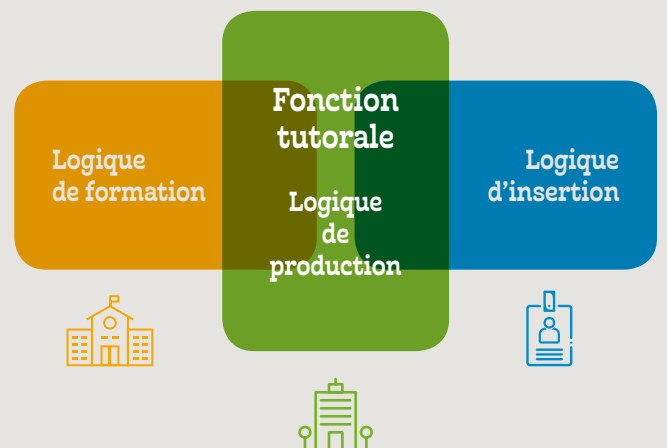 Fonction
tutorale
Logique
de formation
Logique
de
production
Logique
d'insertion